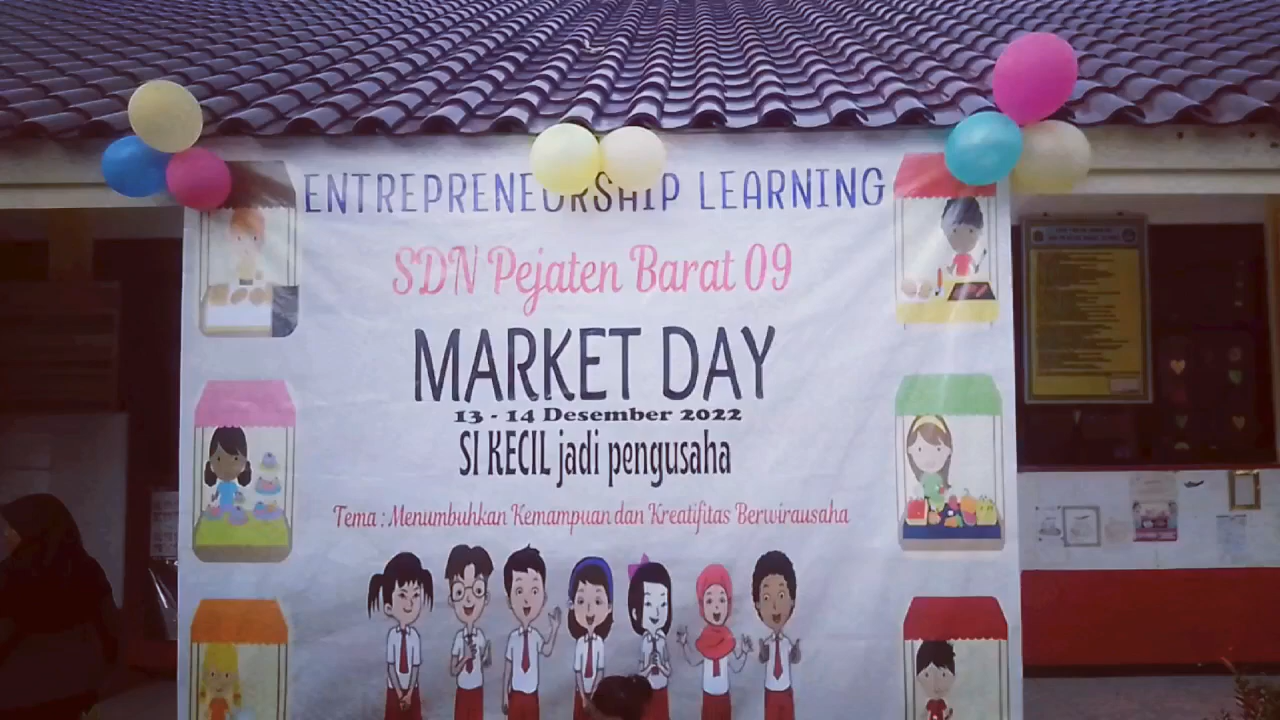 ENTREPRENEURSHIP LEARNING
SDN Pejaten Barat 09
MARKET DAY
13 - 14 Desember 2022
SI KECIL jadi pengusaha
Tema : Menumbuhkan Kemampuan dan Kreatifitas Berwirausaha